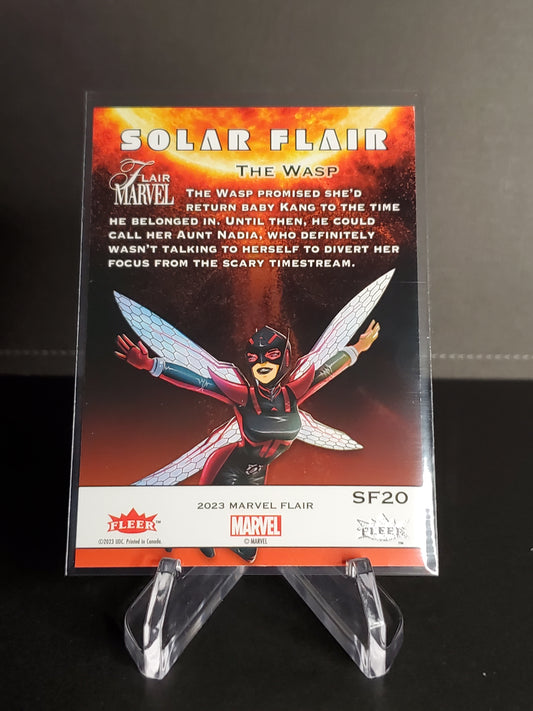 SOLAR FLAIR
THE WASP
FLAIR
MARVEL
THE WASP PROMISED SHE'D
RETURN BABY KANG TO THE TIME
HE BELONGED IN. UNTIL THEN, HE COULD
CALL HER AUNT NADIA, WHO DEFINITELY
WASN'T TALKING TO HERSELF TO DIVERT HER
FOCUS FROM THE SCARY TIMESTREAM.
FLEER™
©2023 UDC. Printed in Canada.
2023 MARVEL FLAIR
MARVEL
© MARVEL
SF20
FLEER